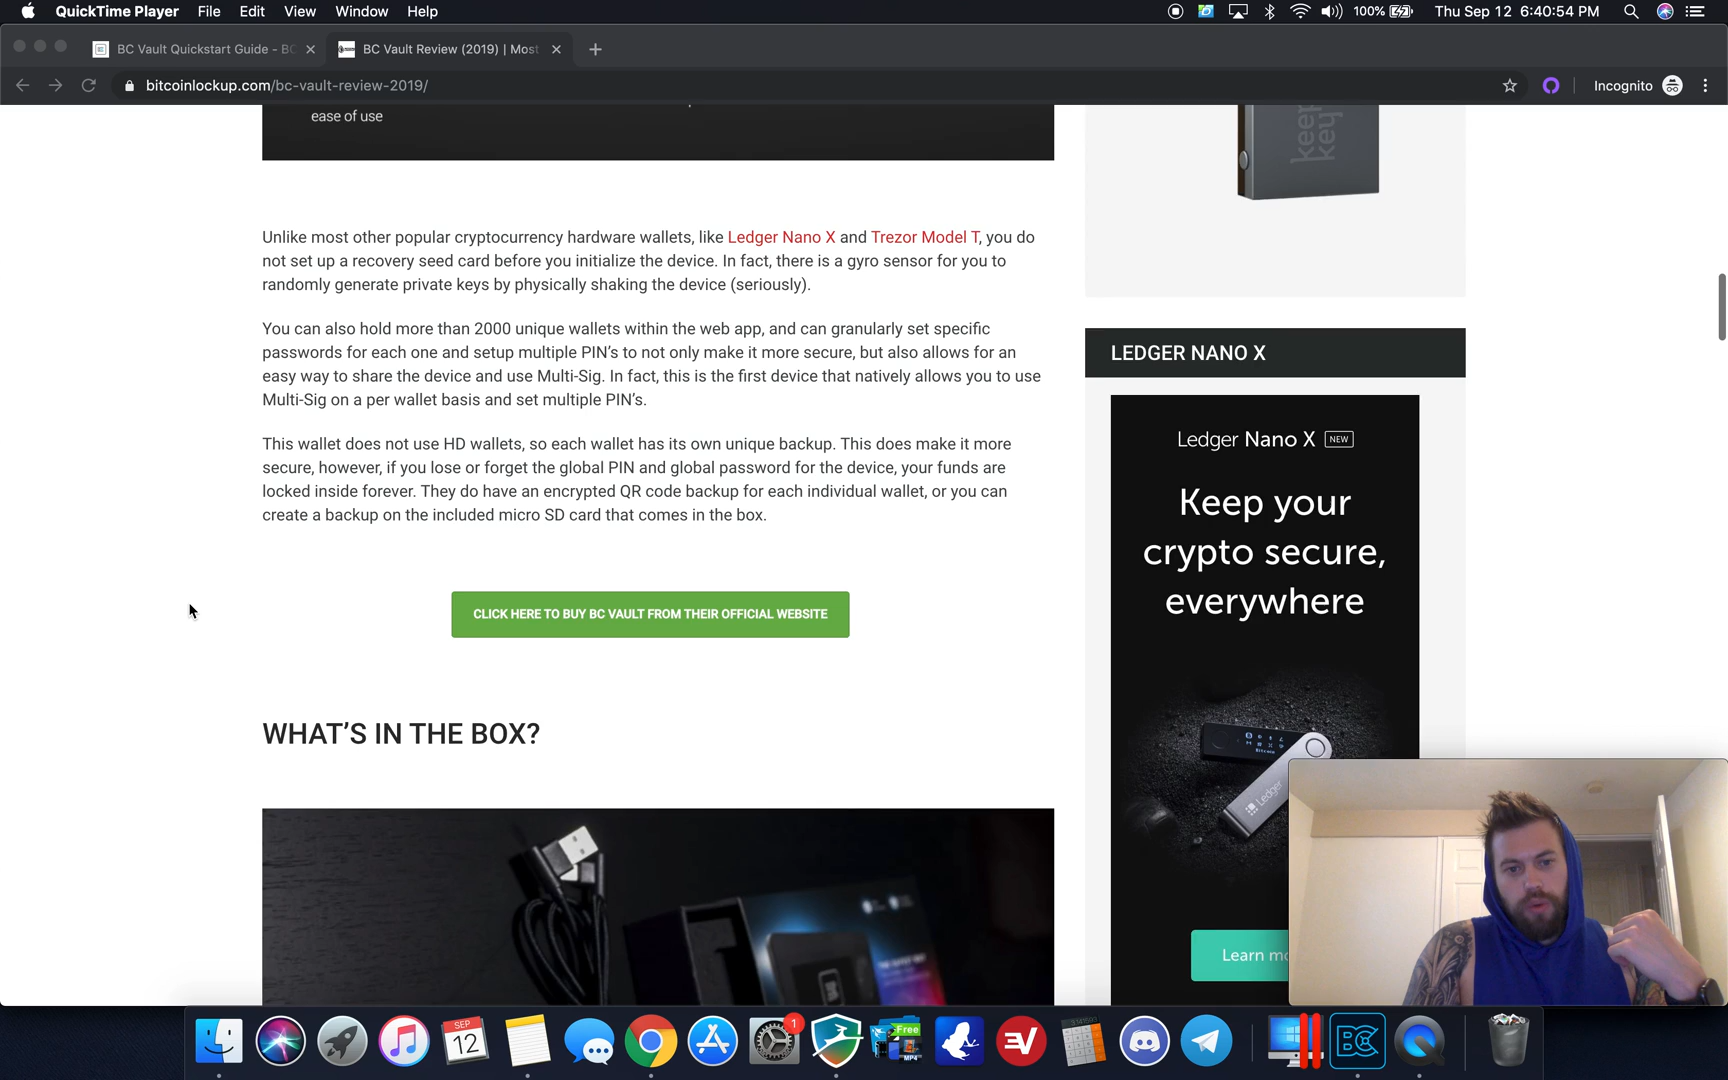 QuickTime Player File Edit View Window Help 100% Thu Sep 12 6:40:54 PM
BC Vault Quickstart Guide - BC
BC Vault Review (2019) | Most
bitcoinlockup.com/bc-vault-review-2019/
Incognito
ease of use
keep
key
Unlike most other popular cryptocurrency hardware wallets, like Ledger Nano X and Trezor Model T, you do
not set up a recovery seed card before you initialize the device. In fact, there is a gyro sensor for you to
randomly generate private keys by physically shaking the device (seriously).
You can also hold more than 2000 unique wallets within the web app, and can granularly set specific
passwords for each one and setup multiple PIN’s to not only make it more secure, but also allows for an
easy way to share the device and use Multi-Sig. In fact, this is the first device that natively allows you to use
Multi-Sig on a per wallet basis and set multiple PIN’s.
This wallet does not use HD wallets, so each wallet has its own unique backup. This does make it more
secure, however, if you lose or forget the global PIN and global password for the device, your funds are
locked inside forever. They do have an encrypted QR code backup for each individual wallet, or you can
create a backup on the included micro SD card that comes in the box.
CLICK HERE TO BUY BC VAULT FROM THEIR OFFICIAL WEBSITE
WHAT’S IN THE BOX?
LEDGER NANO X
Ledger Nano X NEW
Keep your
crypto secure,
everywhere
Ledger
Learn mo
SEP
12
1
Free
MP4